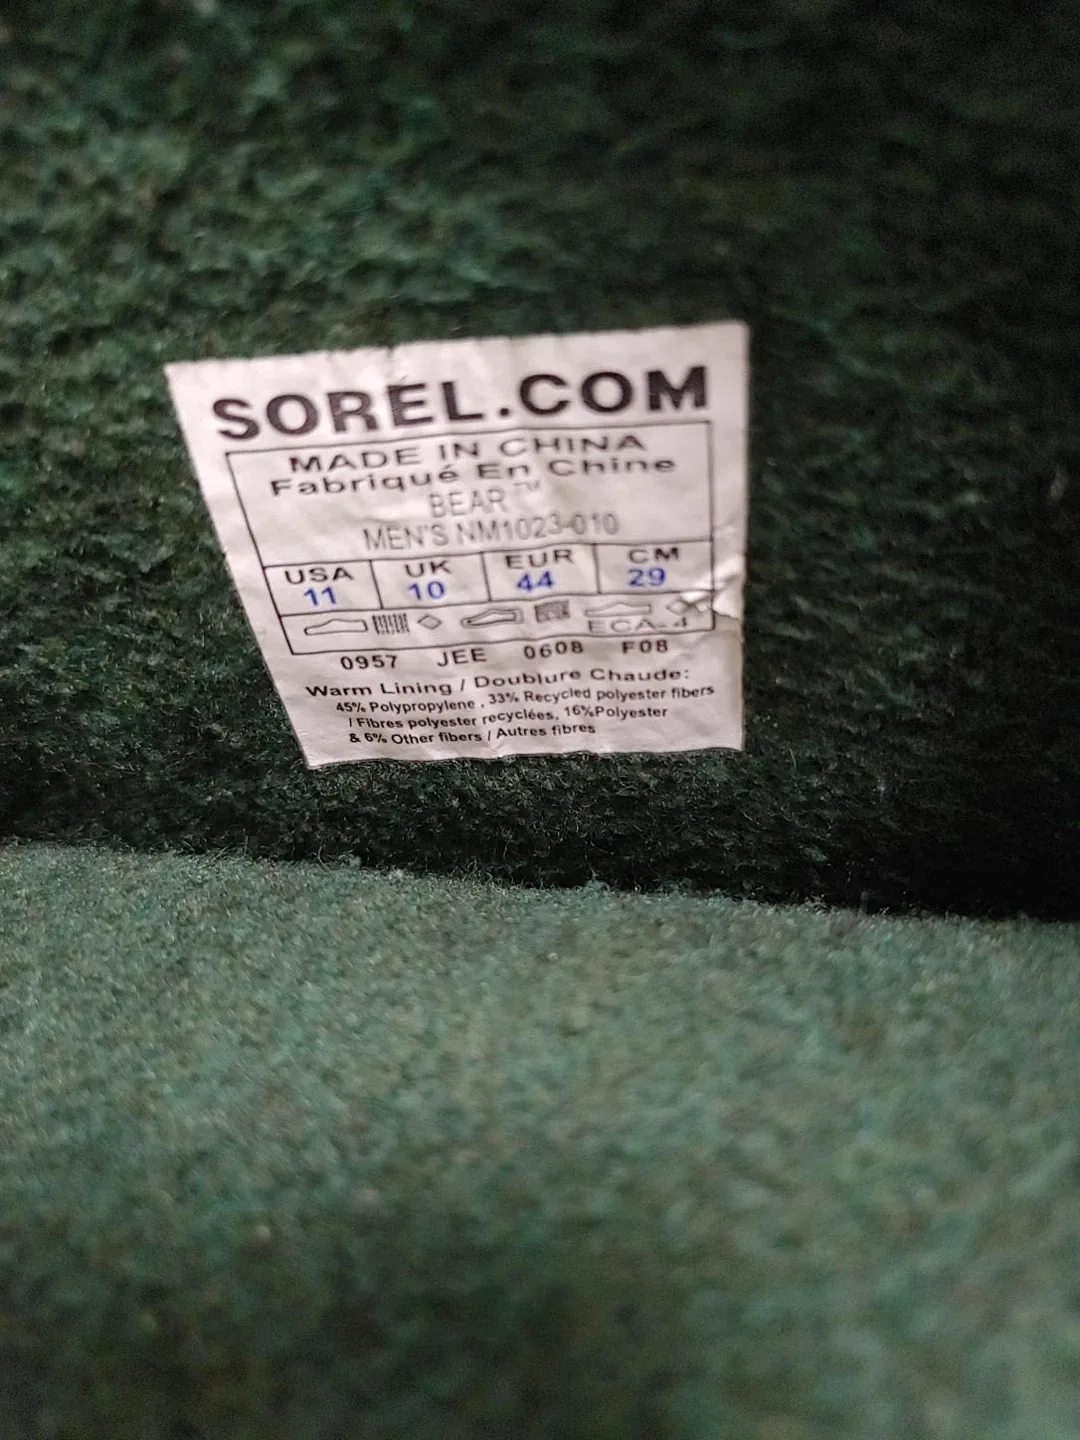 SOREL.COM
MADE IN CHINA
Fabriqué En Chine
BEAR™
MEN'S NM1023-010
USA UK EUR CM
11 10 44 29
ECA-4
0957 JEE 0608 F08
Warm Lining / Doublure Chaude:
45% Polypropylene , 33% Recycled polyester fibers
/ Fibres polyester recyclées, 16%Polyester
& 6% Other fibers / Autres fibres